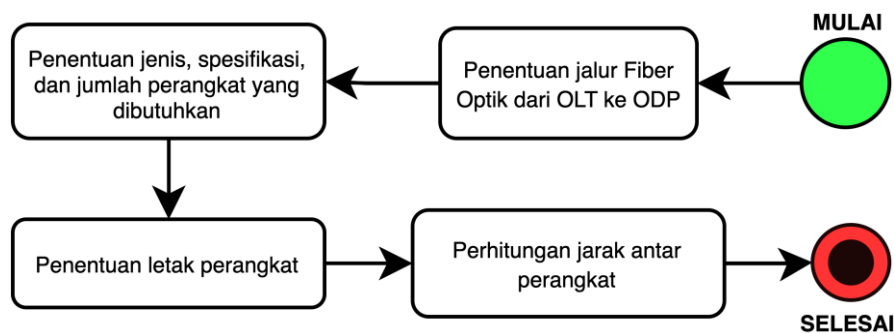 MULAI
Penentuan jalur Fiber
Optik dari OLT ke ODP
Penentuan jenis, spesifikasi,
dan jumlah perangkat yang
dibutuhkan
Penentuan letak perangkat
Perhitungan jarak antar
perangkat
SELESAI